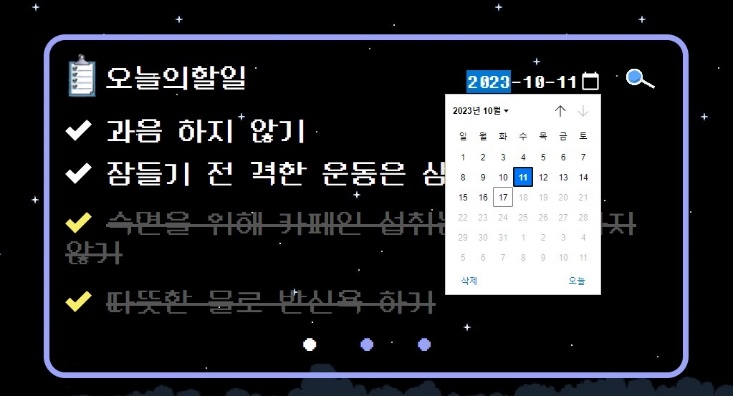 오늘의할일
2023-10-11
과음 하지 않기
잠들기 전 격한 운동은 삼
숙면을 위해 카페인 섭취는 하지
않기
따뜻한 물로 반신욕 하기
2023년 10월
일 월 화 수 목 금 토
1 2 3 4 5 6 7
8 9 10 11 12 13 14
15 16 17 18 19 20 21
22 23 24 25 26 27 28
29 30 31 1 2 3 4
5 6 7 8 9 10 11
삭제 오늘